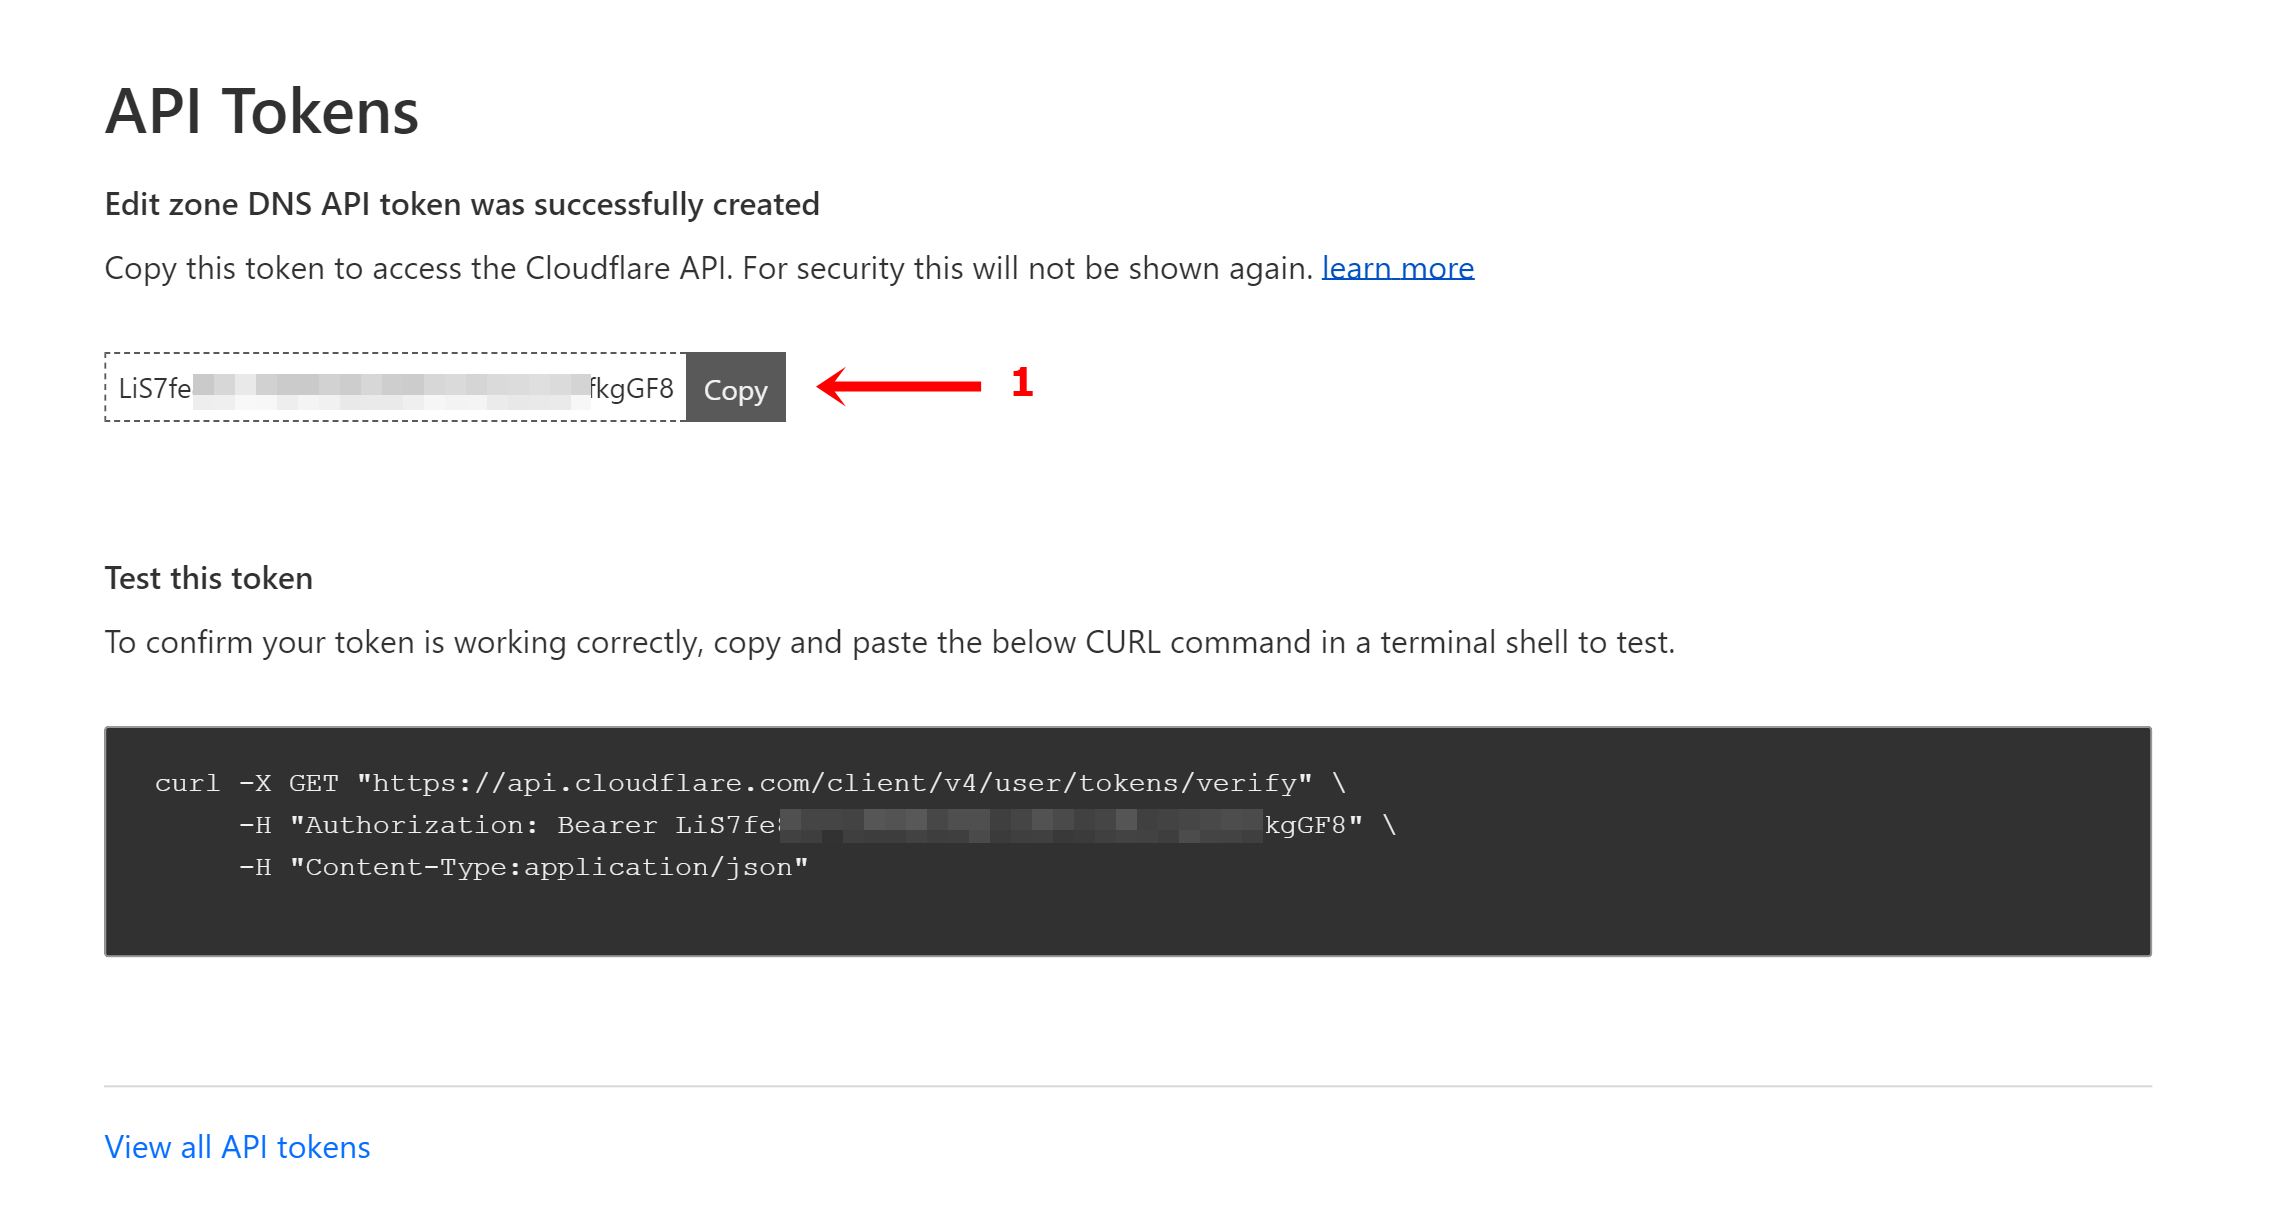 API Tokens
Edit zone DNS API token was successfully created
Copy this token to access the Cloudflare API. For security this will not be shown again. learn more
LiS7fe fkgGF8 Copy 1
Test this token
To confirm your token is working correctly, copy and paste the below CURL command in a terminal shell to test.
curl -X GET "https://api.cloudflare.com/client/v4/user/tokens/verify" \
-H "Authorization: Bearer LiS7fe kgGF8" \
-H "Content-Type:application/json"
View all API tokens